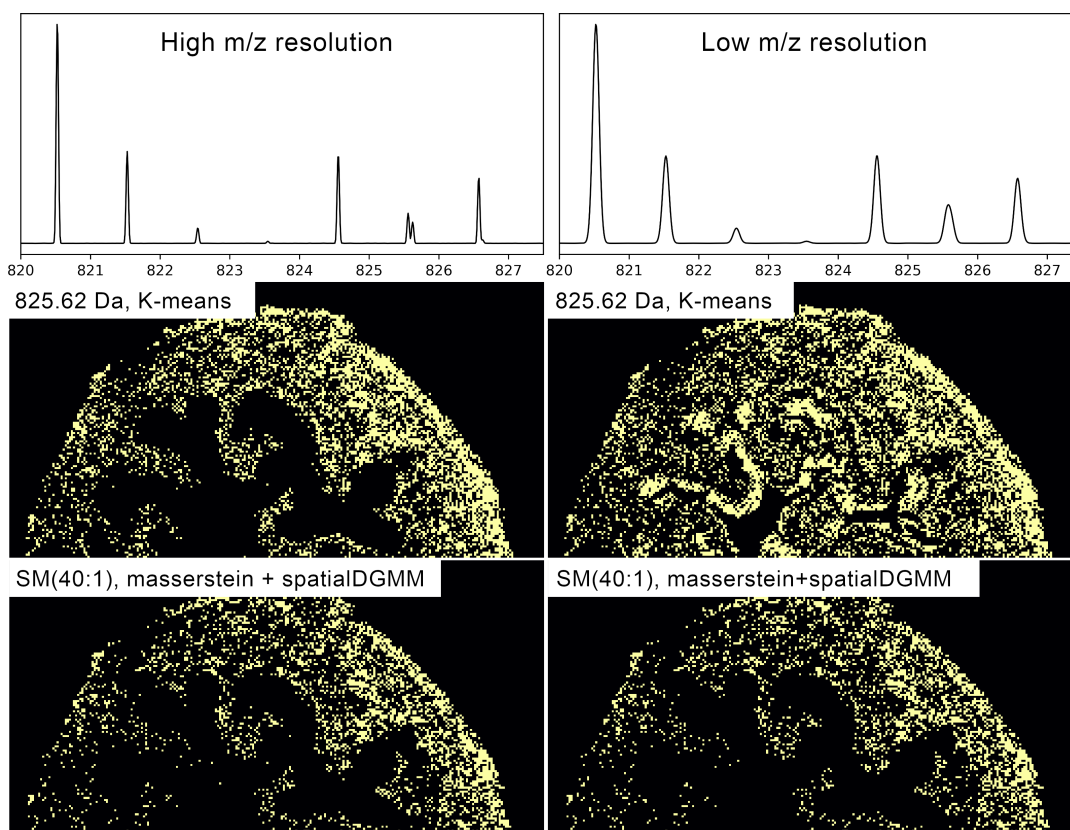 High m/z resolution
Low m/z resolution
820 821 822 823 824 825 826 827
820 821 822 823 824 825 826 827
825.62 Da, K-means
825.62 Da, K-means
SM(40:1), masserstein + spatialDGMM
SM(40:1), masserstein+spatialDGMM